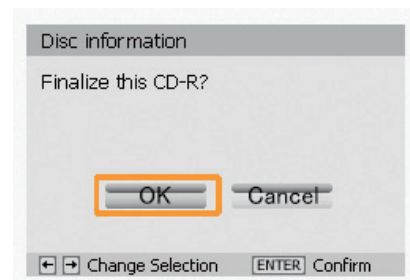 Disc information
Finalize this CD-R?
OK Cancel
← → Change Selection ENTER Confirm